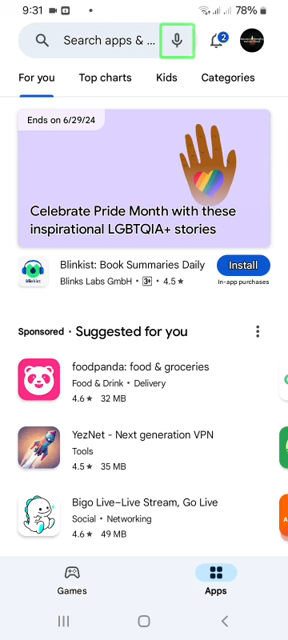 9:31 78%
Search apps & ...
2
For you Top charts Kids Categories
Ends on 6/29/24
Celebrate Pride Month with these
inspirational LGBTQIA+ stories
Blinkist: Book Summaries Daily
Blinks Labs GmbH • 3+ • 4.5★
Install
In-app purchases
Sponsored • Suggested for you
foodpanda: food & groceries
Food & Drink • Delivery
4.6★ 32 MB
YezNet - Next generation VPN
Tools
4.5★ 35 MB
Bigo Live–Live Stream, Go Live
Social • Networking
4.6★ 49 MB
Games Apps